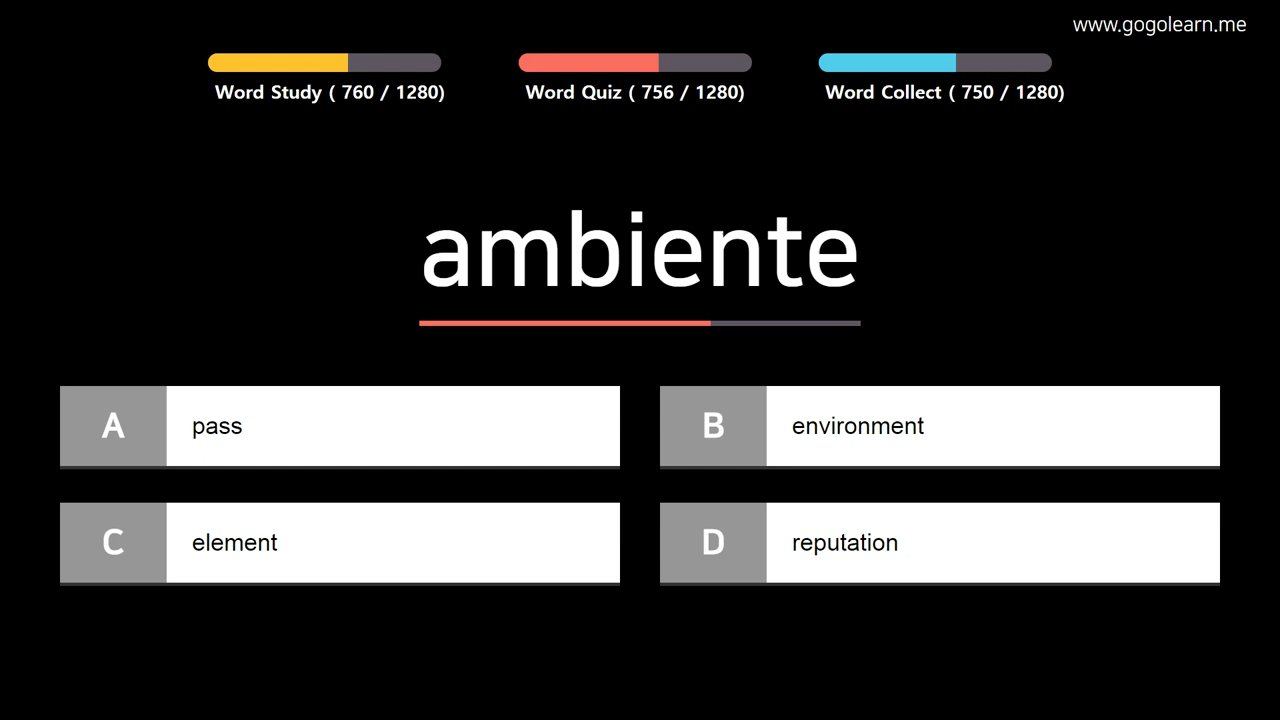 www.gogolearn.me
Word Study ( 760 / 1280)
Word Quiz ( 756 / 1280)
Word Collect ( 750 / 1280)
ambiente
A pass
B environment
C element
D reputation